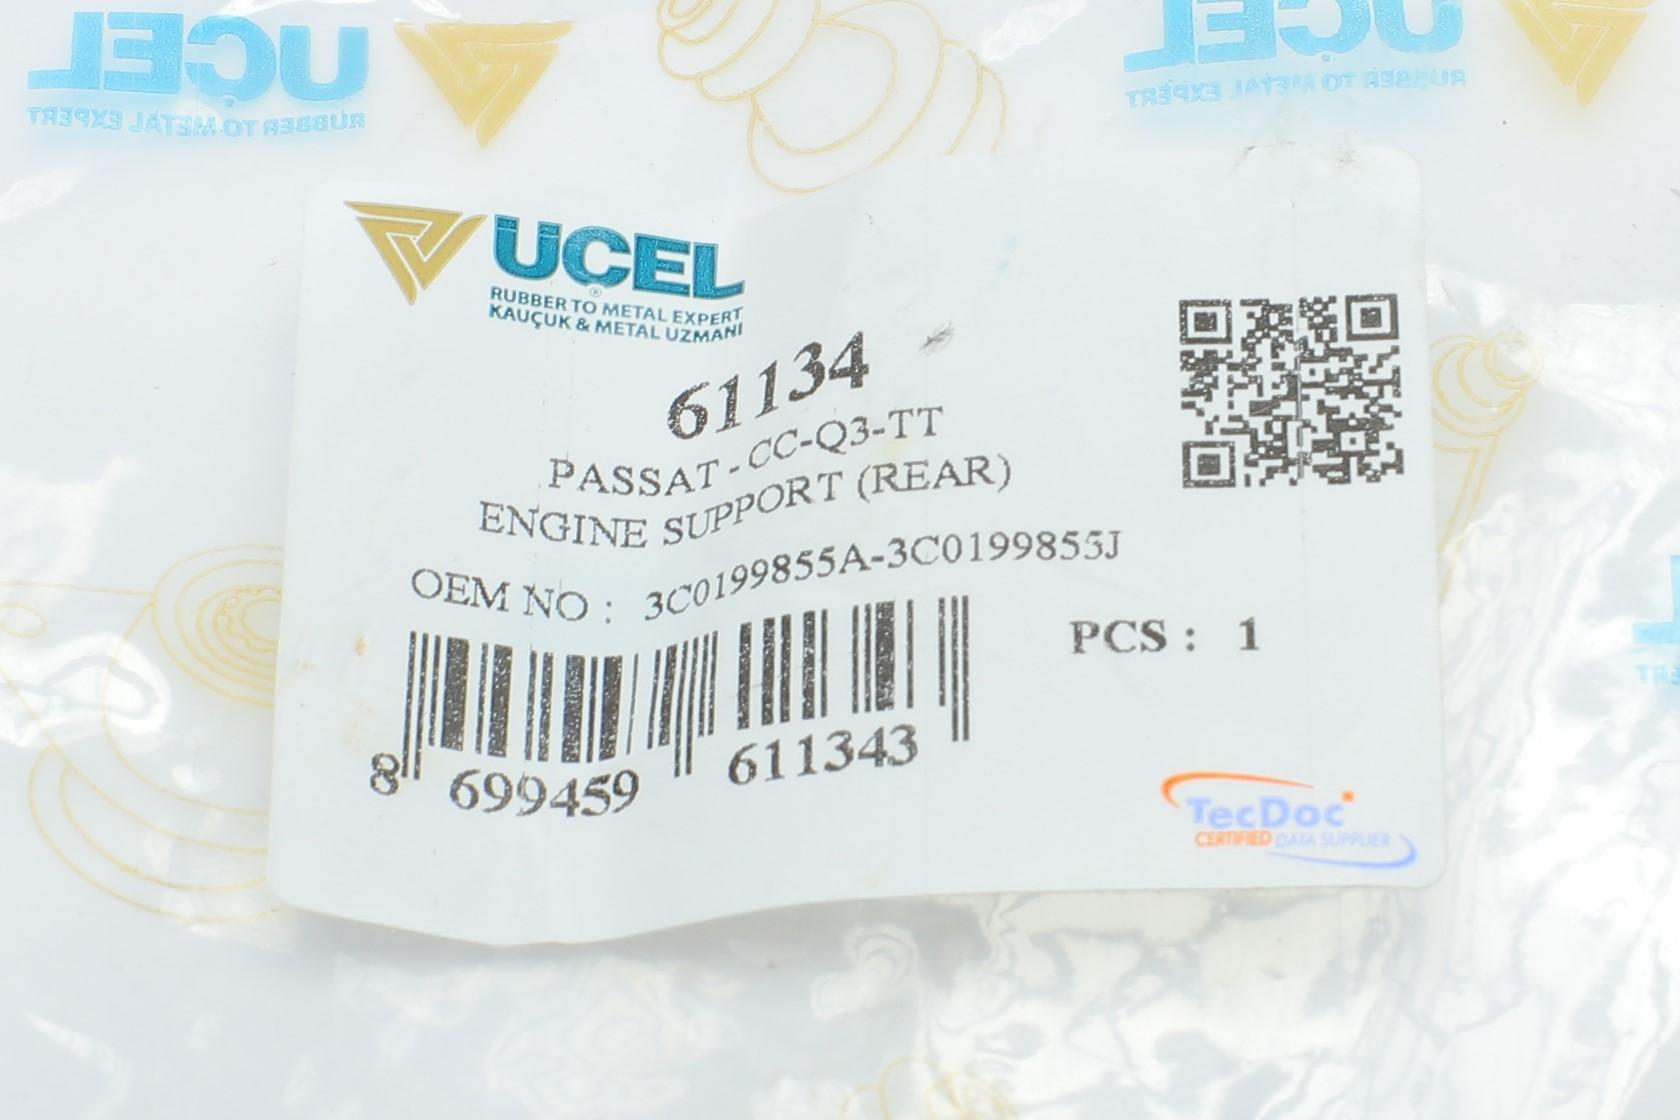 UÇEL
RUBBER TO METAL EXPERT
UÇEL
RUBBER TO METAL EXPERT
UÇEL
®
RUBBER TO METAL EXPERT
KAUÇUK & METAL UZMANI
61134
PASSAT-CC-Q3-TT
ENGINE SUPPORT (REAR)
OEM NO : 3C0199855A-3C0199855J
PCS : 1
8 699459 611343
TecDoc
CERTIFIED DATA SUPPLIER